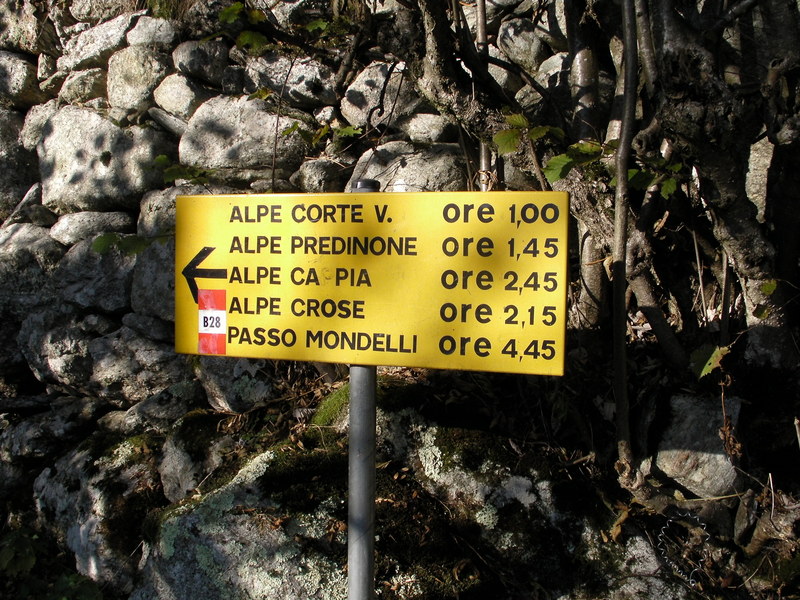 ALPE CORTE V. ore 1,00
ALPE PREDINONE ore 1,45
ALPE CA PIA ore 2,45
ALPE CROSE ore 2,15
PASSO MONDELLI ore 4,45
B28